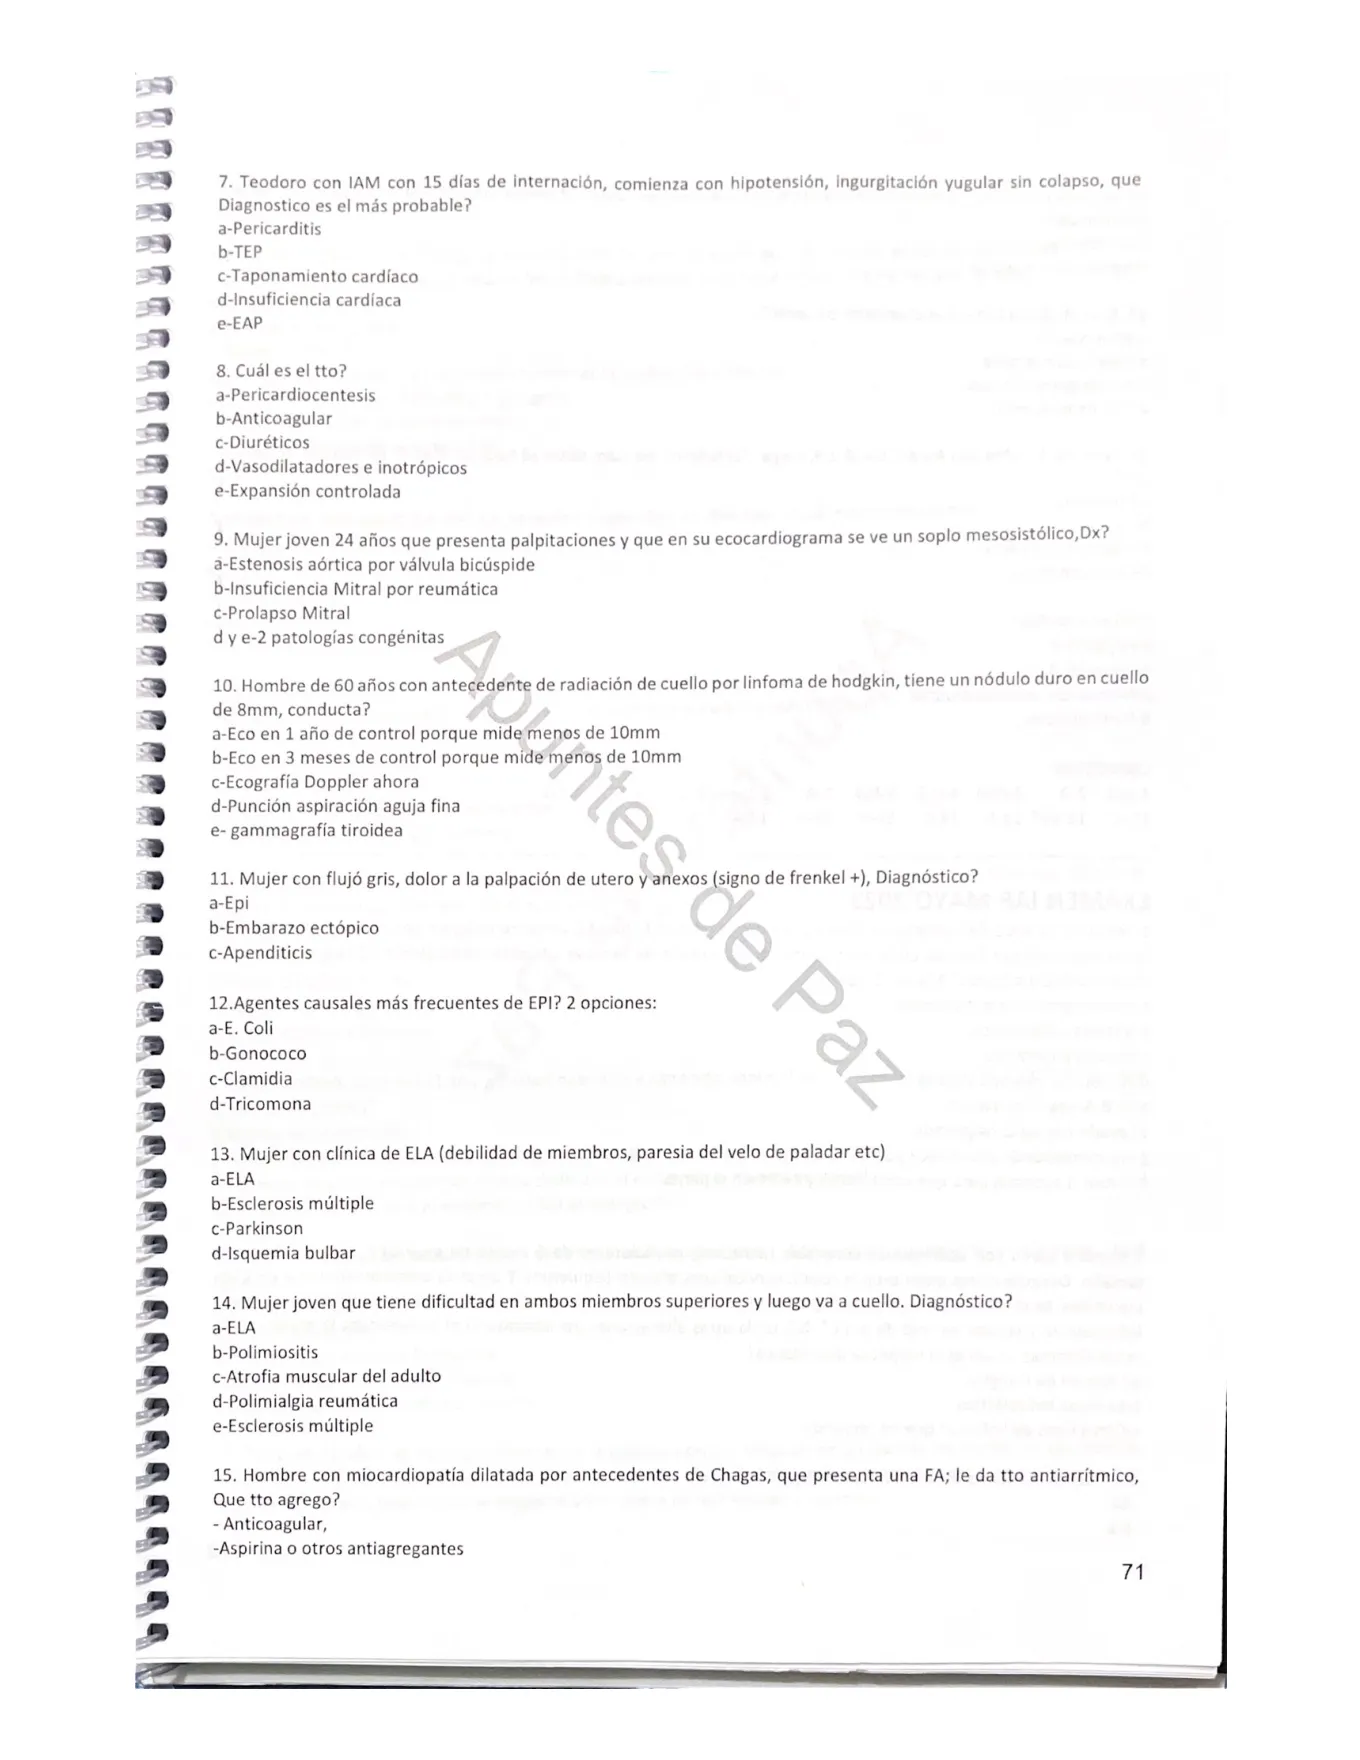 7. Teodoro con IAM con 15 días de internación, comienza con hipotensión, ingurgitación yugular sin colapso, que
Diagnostico es el más probable?
a-Pericarditis
b-TEP
c-Taponamiento cardíaco
d-Insuficiencia cardíaca
e-EAP
8. Cuál es el tto?
a-Pericardiocentesis
b-Anticoagular
c-Diuréticos
d-Vasodilatadores e inotrópicos
e-Expansión controlada
9. Mujer joven 24 años que presenta palpitaciones y que en su ecocardiograma se ve un soplo mesosistólico,Dx?
a-Estenosis aórtica por válvula bicúspide
b-Insuficiencia Mitral por reumática
c-Prolapso Mitral
d y e-2 patologías congénitas
10. Hombre de 60 años con antecedente de radiación de cuello por linfoma de hodgkin, tiene un nódulo duro en cuello
de 8mm, conducta?
a-Eco en 1 año de control porque mide menos de 10mm
b-Eco en 3 meses de control porque mide menos de 10mm
c-Ecografía Doppler ahora
d-Punción aspiración aguja fina
e- gammagrafía tiroidea
11. Mujer con flujó gris, dolor a la palpación de utero y anexos (signo de frenkel +), Diagnóstico?
a-Epi
b-Embarazo ectópico
c-Apenditicis
12.Agentes causales más frecuentes de EPI? 2 opciones:
a-E. Coli
b-Gonococo
c-Clamidia
d-Tricomona
13. Mujer con clínica de ELA (debilidad de miembros, paresia del velo de paladar etc)
a-ELA
b-Esclerosis múltiple
c-Parkinson
d-Isquemia bulbar
14. Mujer joven que tiene dificultad en ambos miembros superiores y luego va a cuello. Diagnóstico?
a-ELA
b-Polimiositis
c-Atrofia muscular del adulto
d-Polimialgia reumática
e-Esclerosis múltiple
15. Hombre con miocardiopatía dilatada por antecedentes de Chagas, que presenta una FA; le da tto antiarrítmico,
Que tto agrego?
- Anticoagular,
-Aspirina o otros antiagregantes
71
Apuntes de Paz